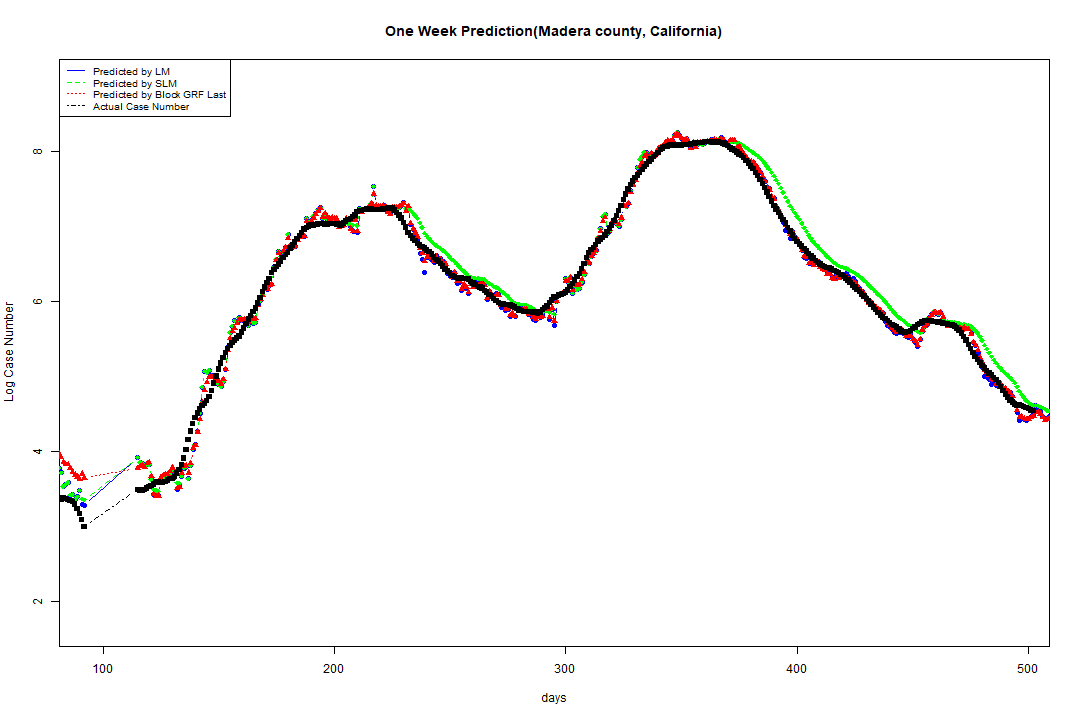 One Week Prediction(Madera county, California)
Predicted by LM
Predicted by SLM
Predicted by Block GRF Last
Actual Case Number
8
6
4
2
Log Case Number
100 200 300 400 500
days